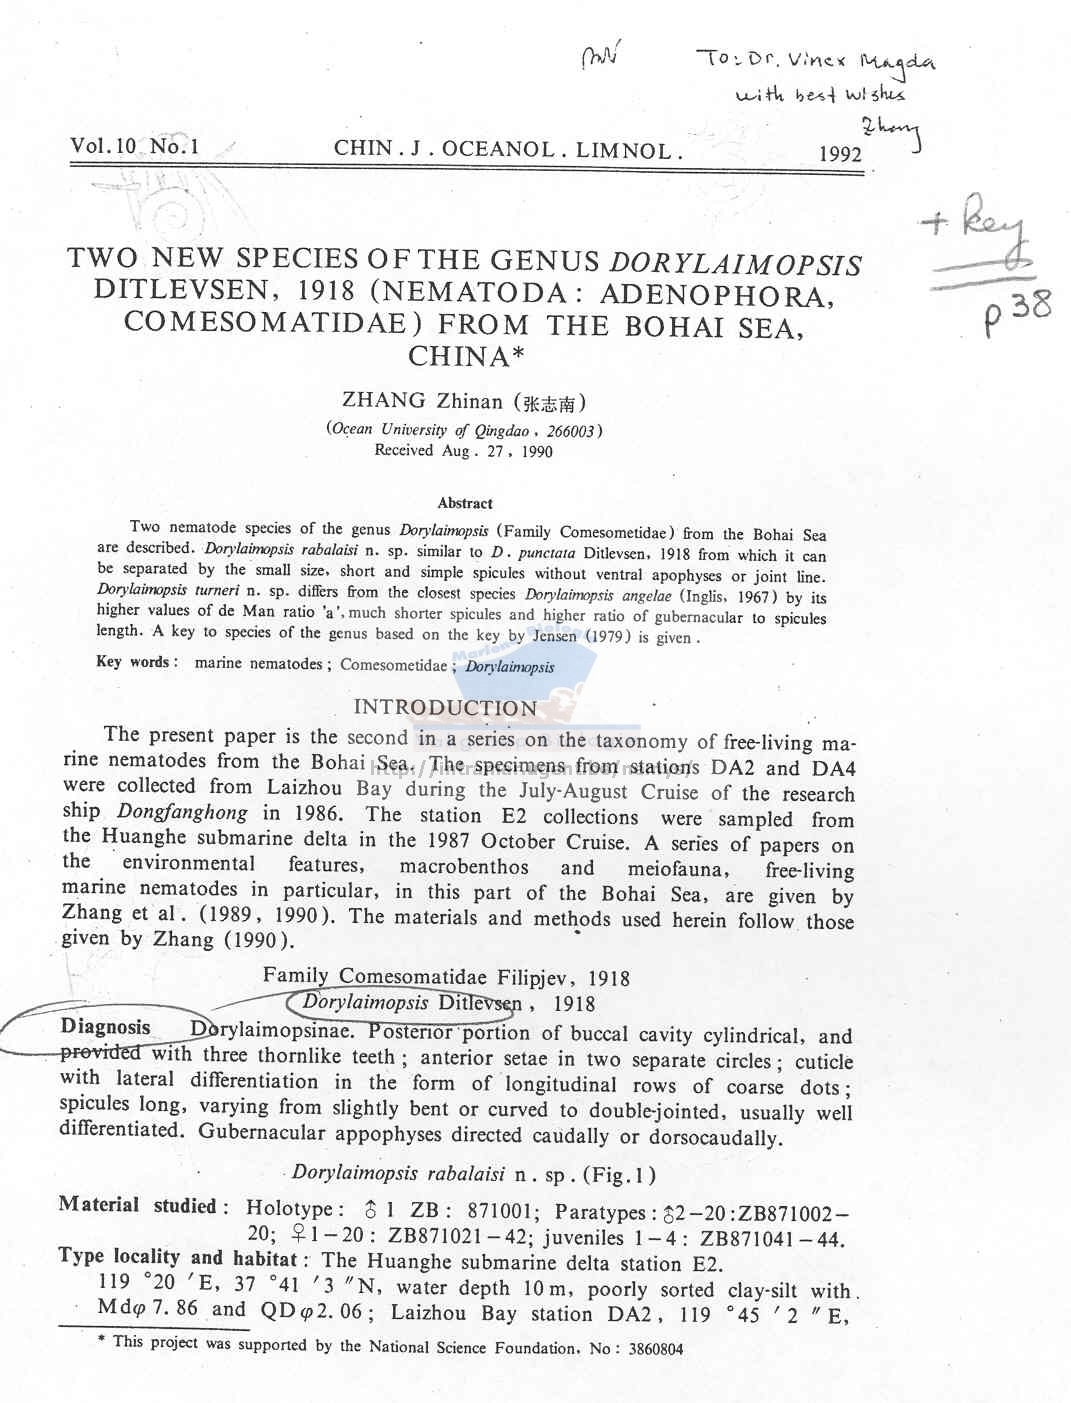 To: Dr. Vincx Magda
with best wishes
Zhang
Vol.10 No.1 CHIN . J . OCEANOL . LIMNOL . 1992
+ key
p 38
TWO NEW SPECIES OF THE GENUS DORYLAIMOPSIS
DITLEVSEN, 1918 (NEMATODA : ADENOPHORA,
COMESOMATIDAE) FROM THE BOHAI SEA,
CHINA*
ZHANG Zhinan (张志南)
(Ocean University of Qingdao , 266003)
Received Aug . 27 , 1990
Abstract
Two nematode species of the genus Dorylaimopsis (Family Comesometidae) from the Bohai Sea
are described. Dorylaimopsis rabalaisi n. sp. similar to D . punctata Ditlevsen, 1918 from which it can
be separated by the small size, short and simple spicules without ventral apophyses or joint line.
Dorylaimopsis turneri n. sp. differs from the closest species Dorylaimopsis angelae (Inglis, 1967) by its
higher values of de Man ratio 'a', much shorter spicules and higher ratio of gubernacular to spicules
length. A key to species of the genus based on the key by Jensen (1979) is given .
Key words : marine nematodes ; Comesometidae ; Dorylaimopsis
INTRODUCTION
The present paper is the second in a series on the taxonomy of free-living ma-
rine nematodes from the Bohai Sea. The specimens from stations DA2 and DA4
were collected from Laizhou Bay during the July-August Cruise of the research
ship Dongfanghong in 1986. The station E2 collections were sampled from
the Huanghe submarine delta in the 1987 October Cruise. A series of papers on
the environmental features, macrobenthos and meiofauna, free-living
marine nematodes in particular, in this part of the Bohai Sea, are given by
Zhang et al . (1989, 1990). The materials and methods used herein follow those
given by Zhang (1990).
Family Comesomatidae Filipjev, 1918
Dorylaimopsis Ditlevsen , 1918
Diagnosis Dorylaimopsinae. Posterior portion of buccal cavity cylindrical, and
provided with three thornlike teeth ; anterior setae in two separate circles ; cuticle
with lateral differentiation in the form of longitudinal rows of coarse dots ;
spicules long, varying from slightly bent or curved to double-jointed, usually well
differentiated. Gubernacular appophyses directed caudally or dorsocaudally.
Dorylaimopsis rabalaisi n . sp . (Fig.1)
Material studied : Holotype : ♂ 1 ZB : 871001; Paratypes : ♂2-20 :ZB871002-
20; ♀1-20 : ZB871021-42; juveniles 1-4 : ZB871041-44.
Type locality and habitat : The Huanghe submarine delta station E2.
119 °20 ′E, 37 °41 ′3 ″N, water depth 10 m, poorly sorted clay-silt with
Mdφ 7. 86 and QDφ2. 06 ; Laizhou Bay station DA2 , 119 °45 ′ 2 ″ E,
* This project was supported by the National Science Foundation. No : 3860804